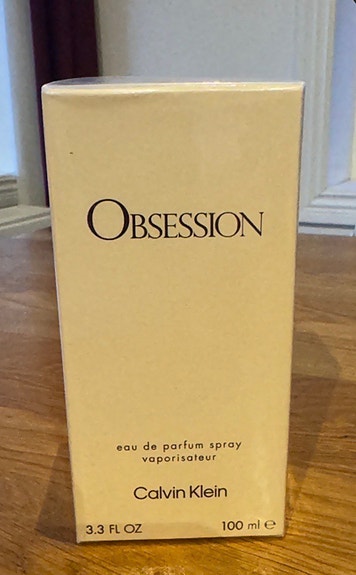 OBSESSION
eau de parfum spray
vaporisateur
Calvin Klein
3.3 FL OZ 100 ml ℮